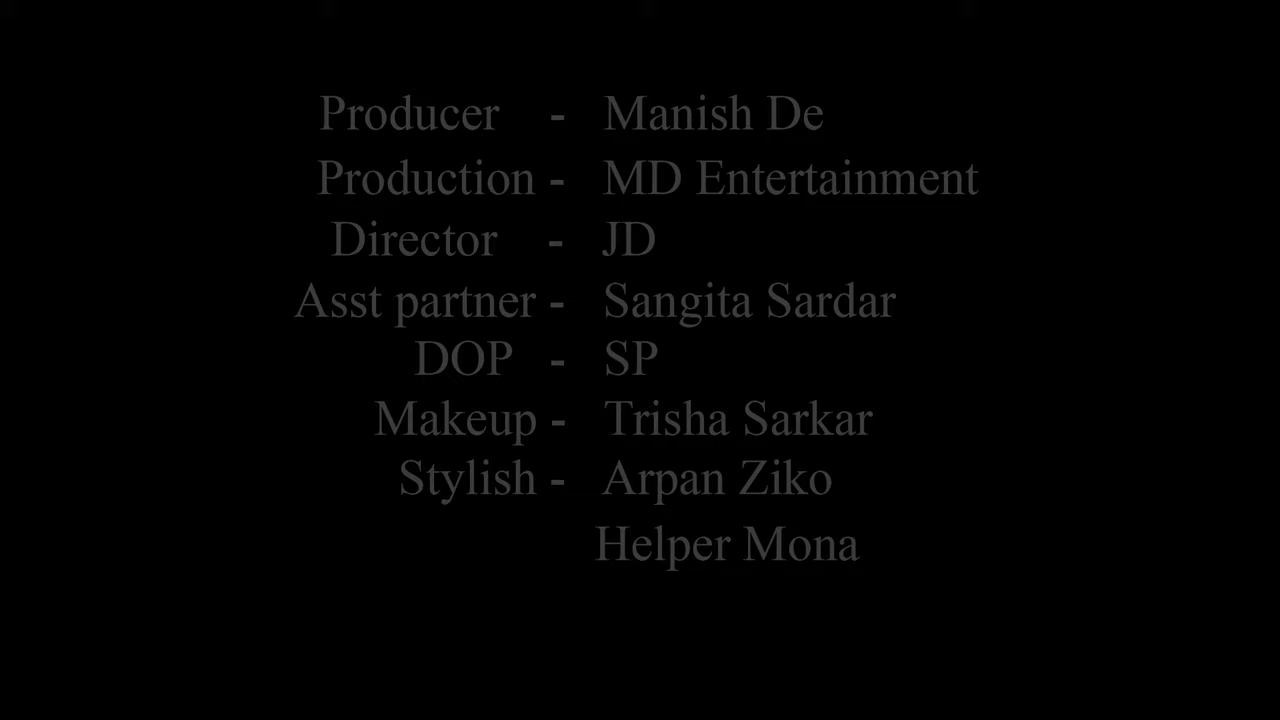 Producer - Manish De
Production - MD Entertainment
Director - JD
Asst partner - Sangita Sardar
DOP - SP
Makeup - Trisha Sarkar
Stylish - Arpan Ziko
Helper Mona